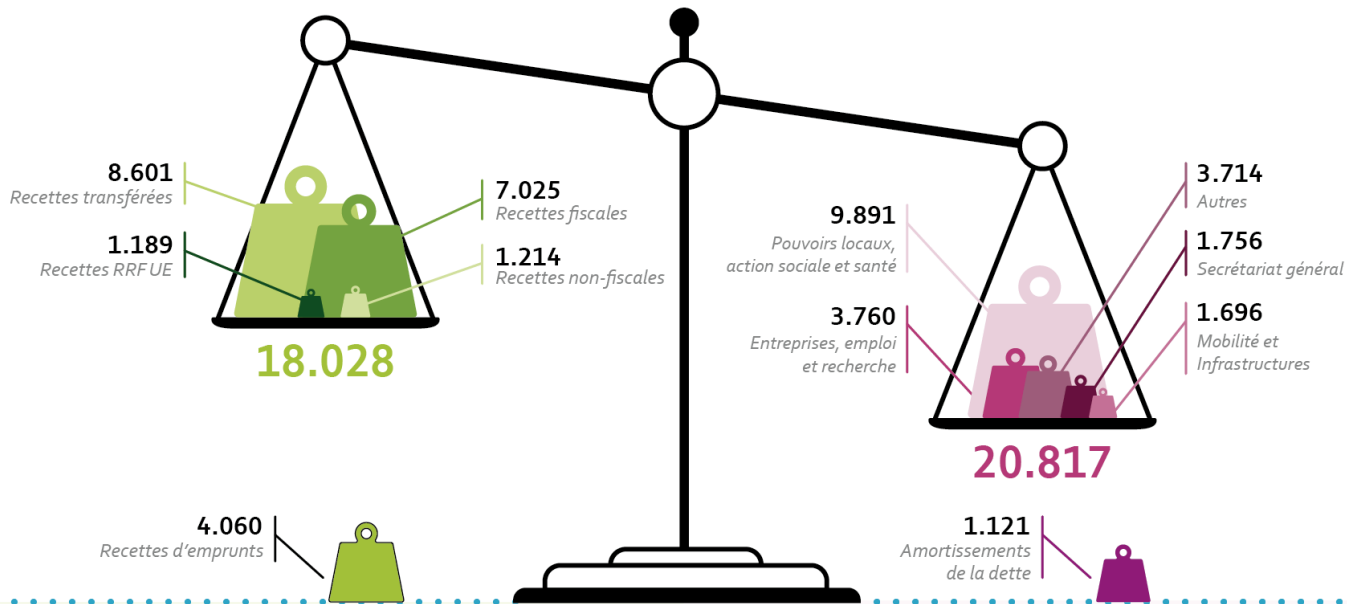 8.601
Recettes transférées
1.189
Recettes RRF UE
7.025
Recettes fiscales
1.214
Recettes non-fiscales
18.028
9.891
Pouvoirs locaux,
action sociale et santé
3.760
Entreprises, emploi
et recherche
3.714
Autres
1.756
Secrétariat général
1.696
Mobilité et
Infrastructures
20.817
4.060
Recettes d'emprunts
1.121
Amortissements
de la dette